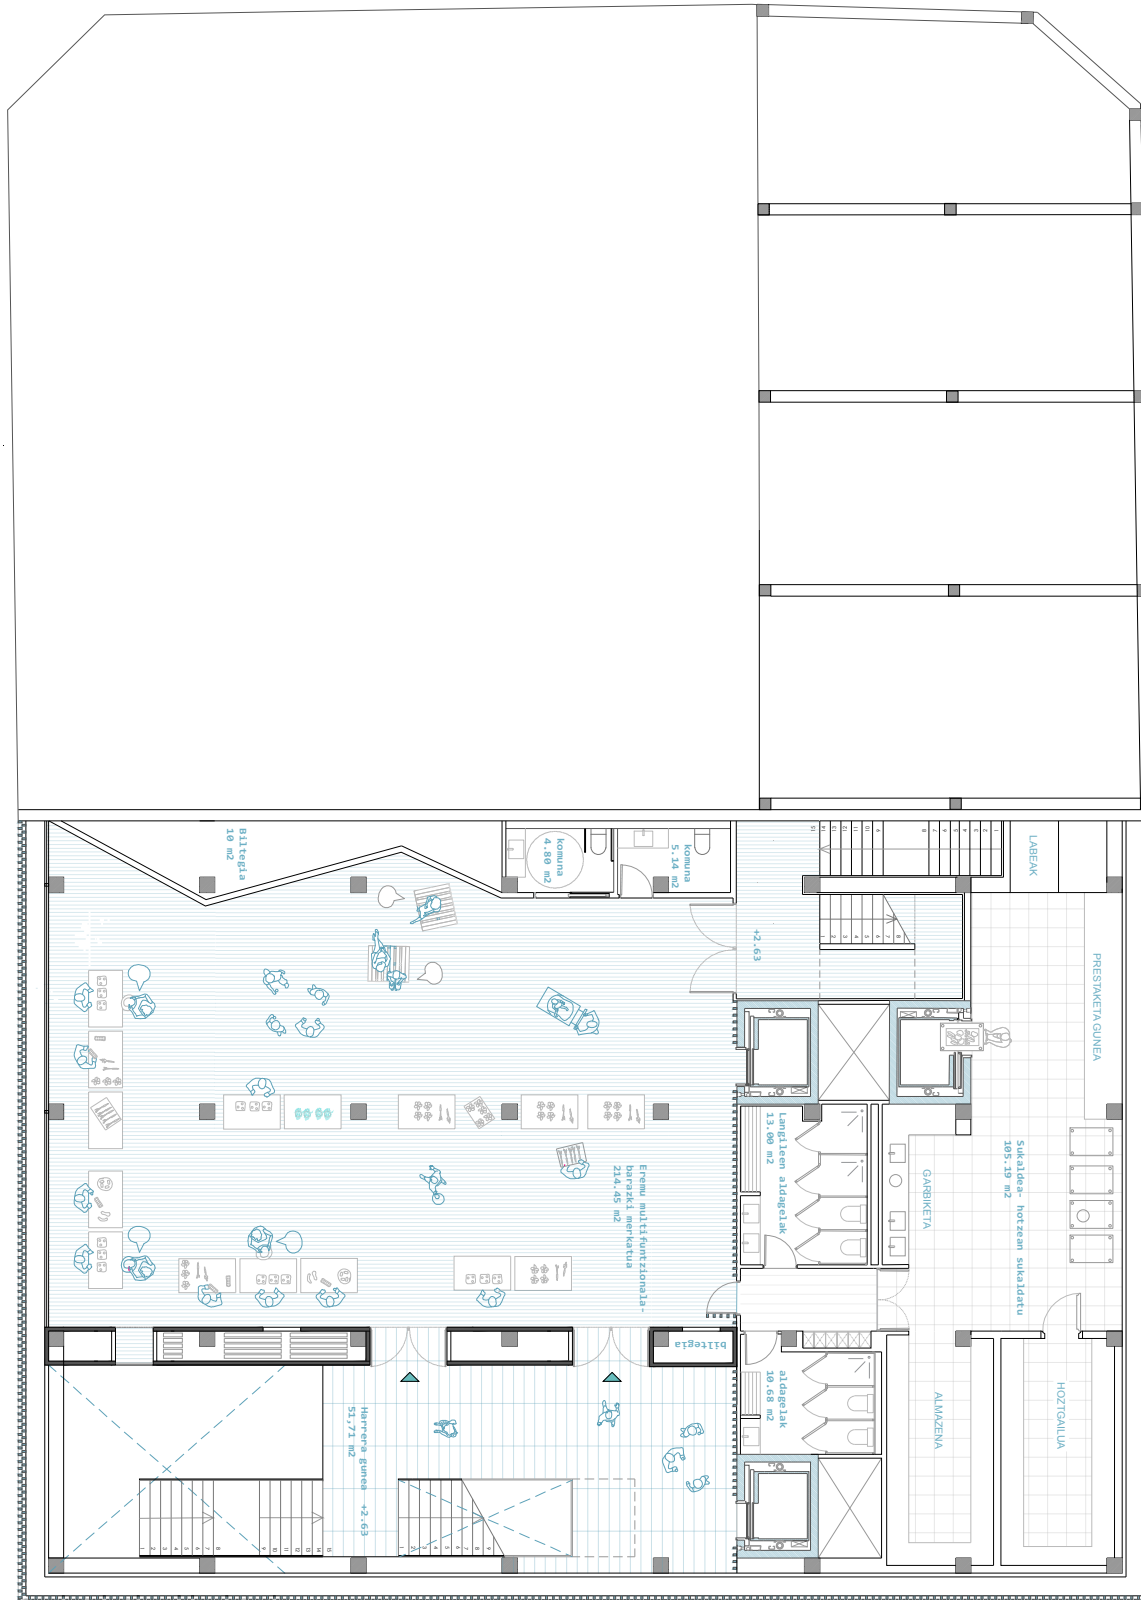 Biltegia
10 m2
komuna
4.80 m2
komuna
5.14 m2
LABEAK
+2.63
PRESTAKETA GUNEA
Langileen aldagelak
13.00 m2
GARBIKETA
Sukaldea- hotzean sukaldatu
105.19 m2
Eremu multifuntzionala-
barazki merkatua
214.45 m2
biltegia
aldagelak
10.68 m2
ALMAZENA
HOZTGAILUA
Harrera gunea +2.63
51,71 m2